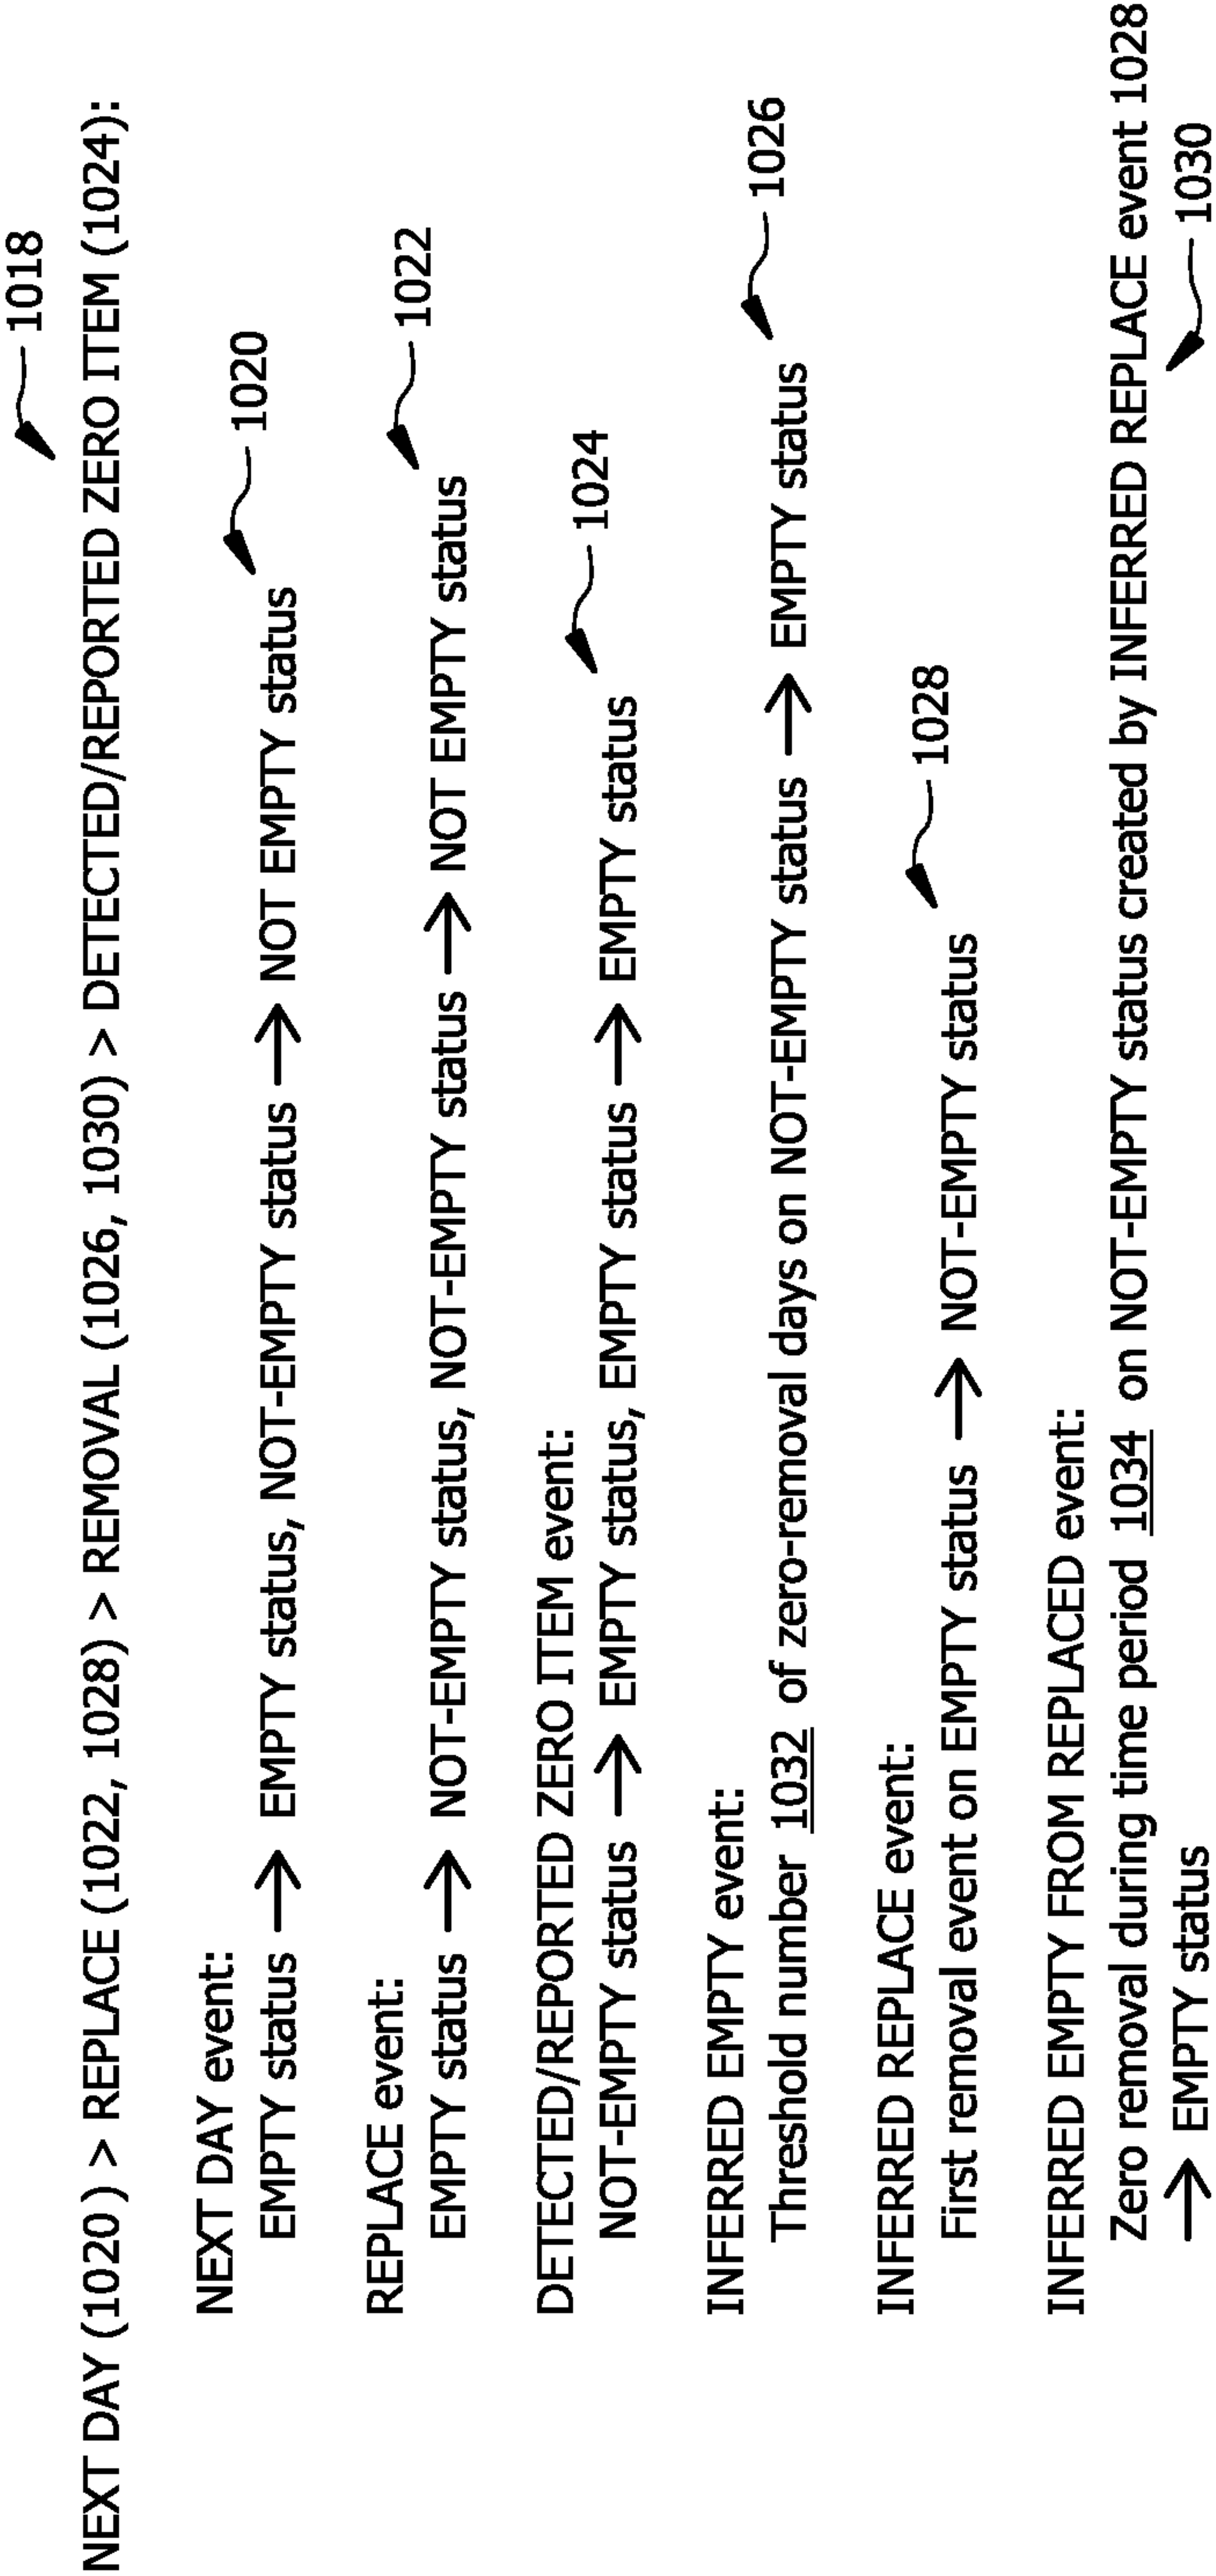 1018
NEXT DAY (1020 ) > REPLACE (1022, 1028) > REMOVAL (1026, 1030) > DETECTED/REPORTED ZERO ITEM (1024):
1020
NEXT DAY event:
EMPTY status → EMPTY status, NOT-EMPTY status → NOT EMPTY status
1022
REPLACE event:
EMPTY status → NOT-EMPTY status, NOT-EMPTY status → NOT EMPTY status
1024
DETECTED/REPORTED ZERO ITEM event:
NOT-EMPTY status → EMPTY status, EMPTY status → EMPTY status
1026
INFERRED EMPTY event:
Threshold number 1032 of zero-removal days on NOT-EMPTY status → EMPTY status
1028
INFERRED REPLACE event:
First removal event on EMPTY status → NOT-EMPTY status
INFERRED EMPTY FROM REPLACED event:
Zero removal during time period 1034 on NOT-EMPTY status created by INFERRED REPLACE event 1028
→ EMPTY status
1030